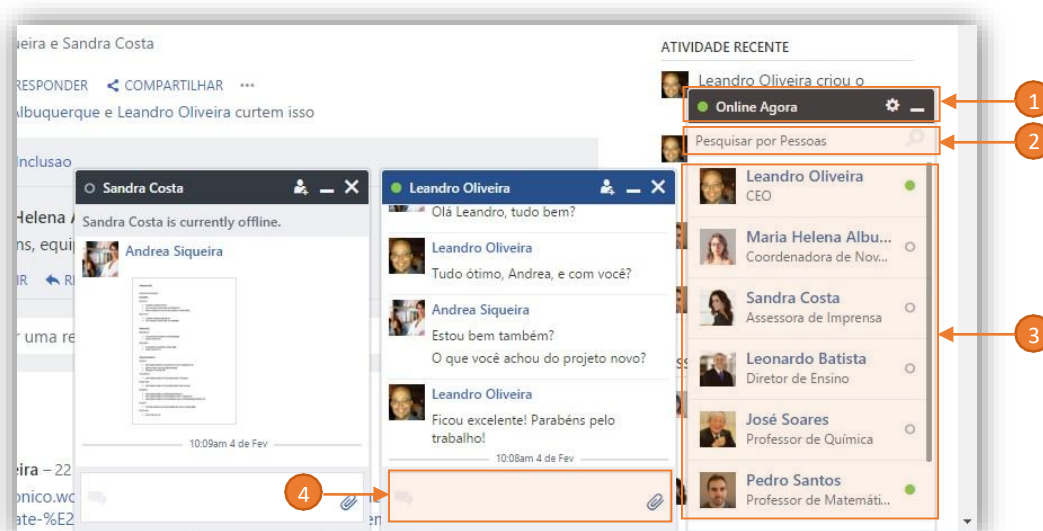 ueira e Sandra Costa
RESPONDER COMPARTILHAR ...
Albuquerque e Leandro Oliveira curtem isso
Inclusao
Helena
ns, equi
IR
r uma re
eira – 22
onico.wo
ate-%E2
ATIVIDADE RECENTE
Leandro Oliveira criou o
Online Agora
1
Pesquisar por Pessoas
2
Leandro Oliveira
CEO
Maria Helena Albu...
Coordenadora de Nov...
Sandra Costa
Assessora de Imprensa
3
Leonardo Batista
Diretor de Ensino
José Soares
Professor de Química
Pedro Santos
Professor de Matemáti...
Sandra Costa
Sandra Costa is currently offline.
Andrea Siqueira
10:09am 4 de Fev
Leandro Oliveira
Olá Leandro, tudo bem?
Leandro Oliveira
Tudo ótimo, Andrea, e com você?
Andrea Siqueira
Estou bem também?
O que você achou do projeto novo?
Leandro Oliveira
Ficou excelente! Parabéns pelo
trabalho!
10:08am 4 de Fev
4